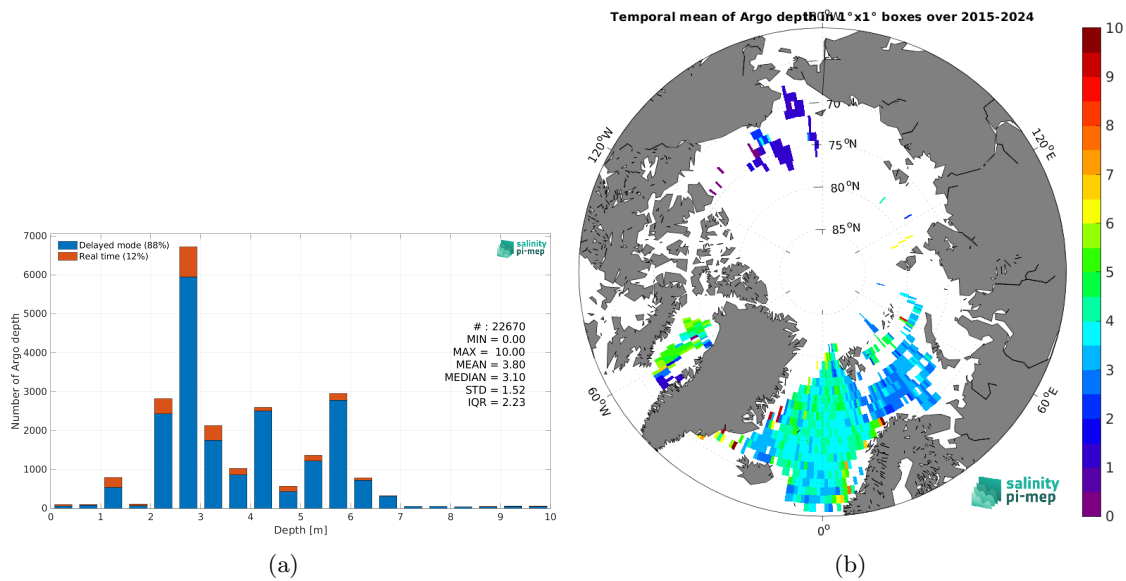 Delayed mode (88%)
Real time (12%)
salinity
pi-mep
7000
6000
5000
4000
3000
2000
1000
0
Number of Argo depth
# : 22670
MIN = 0.00
MAX = 10.00
MEAN = 3.80
MEDIAN = 3.10
STD = 1.52
IQR = 2.23
0 1 2 3 4 5 6 7 8 9 10
Depth [m]
(a)
Temporal mean of Argo depth in 1°x1° boxes over 2015-2024
120°W
120°E
75°N
80°N
85°N
60°W
60°E
0°
salinity
pi-mep
10
9
8
7
6
5
4
3
2
1
0
(b)